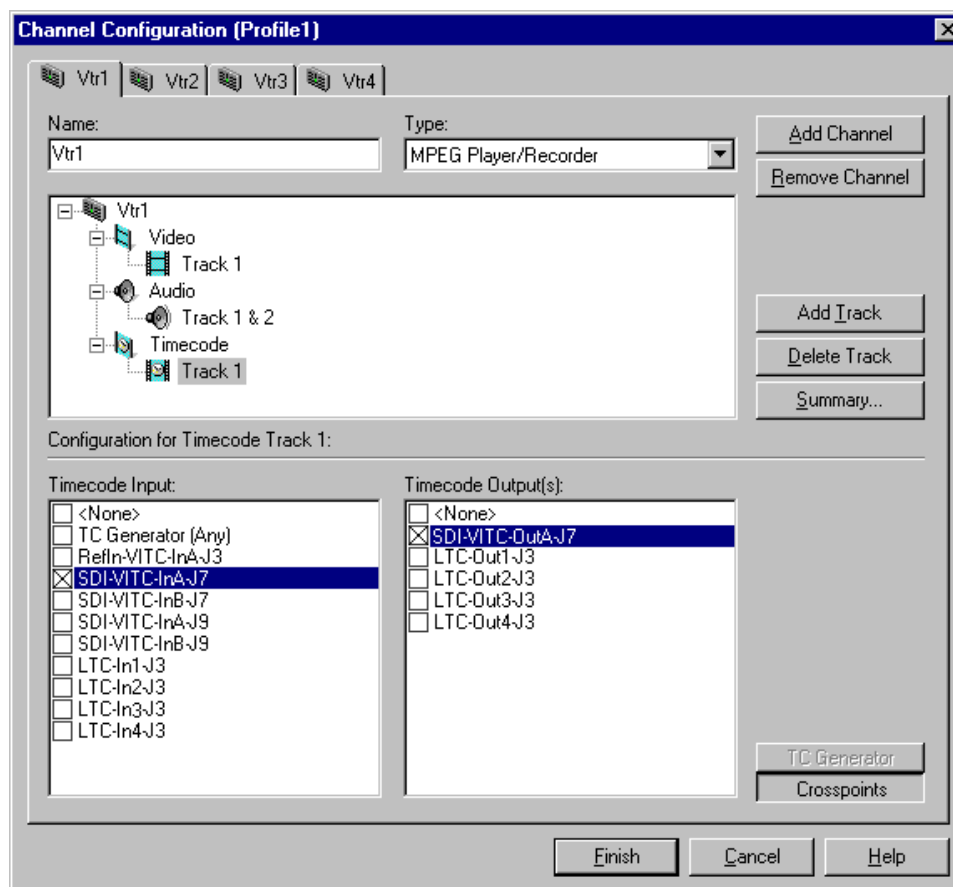 Channel Configuration (Profile1)
Vtr1
Vtr2
Vtr3
Vtr4
Name:
Type:
Vtr1
MPEG Player/Recorder
Add Channel
Remove Channel
Vtr1
Video
Track 1
Audio
Track 1 & 2
Timecode
Track 1
Add Track
Delete Track
Summary...
Configuration for Timecode Track 1:
Timecode Input:
<None>
TC Generator (Any)
RefIn-VITC-InA-J3
SDI-VITC-InA-J7
SDI-VITC-InB-J7
SDI-VITC-InA-J9
SDI-VITC-InB-J9
LTC-In1-J3
LTC-In2-J3
LTC-In3-J3
LTC-In4-J3
Timecode Output(s):
<None>
SDI-VITC-OutA-J7
LTC-Out1-J3
LTC-Out2-J3
LTC-Out3-J3
LTC-Out4-J3
TC Generator
Crosspoints
Finish
Cancel
Help